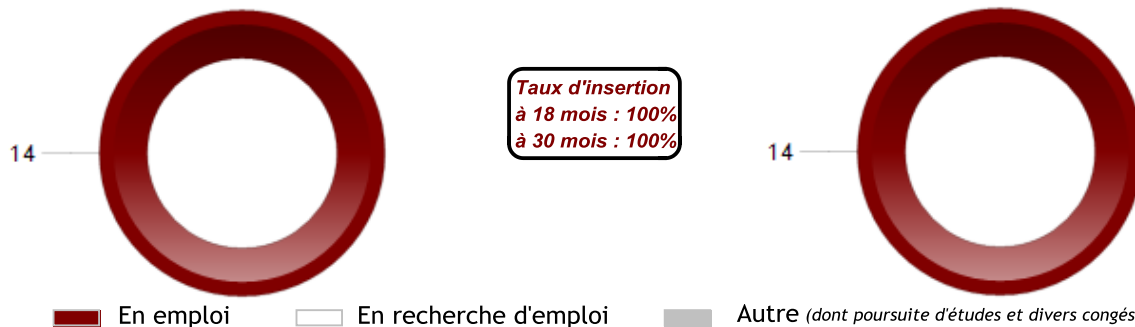 14
Taux d'insertion
à 18 mois : 100%
à 30 mois : 100%
14
En emploi
En recherche d'emploi
Autre (dont poursuite d'études et divers congés